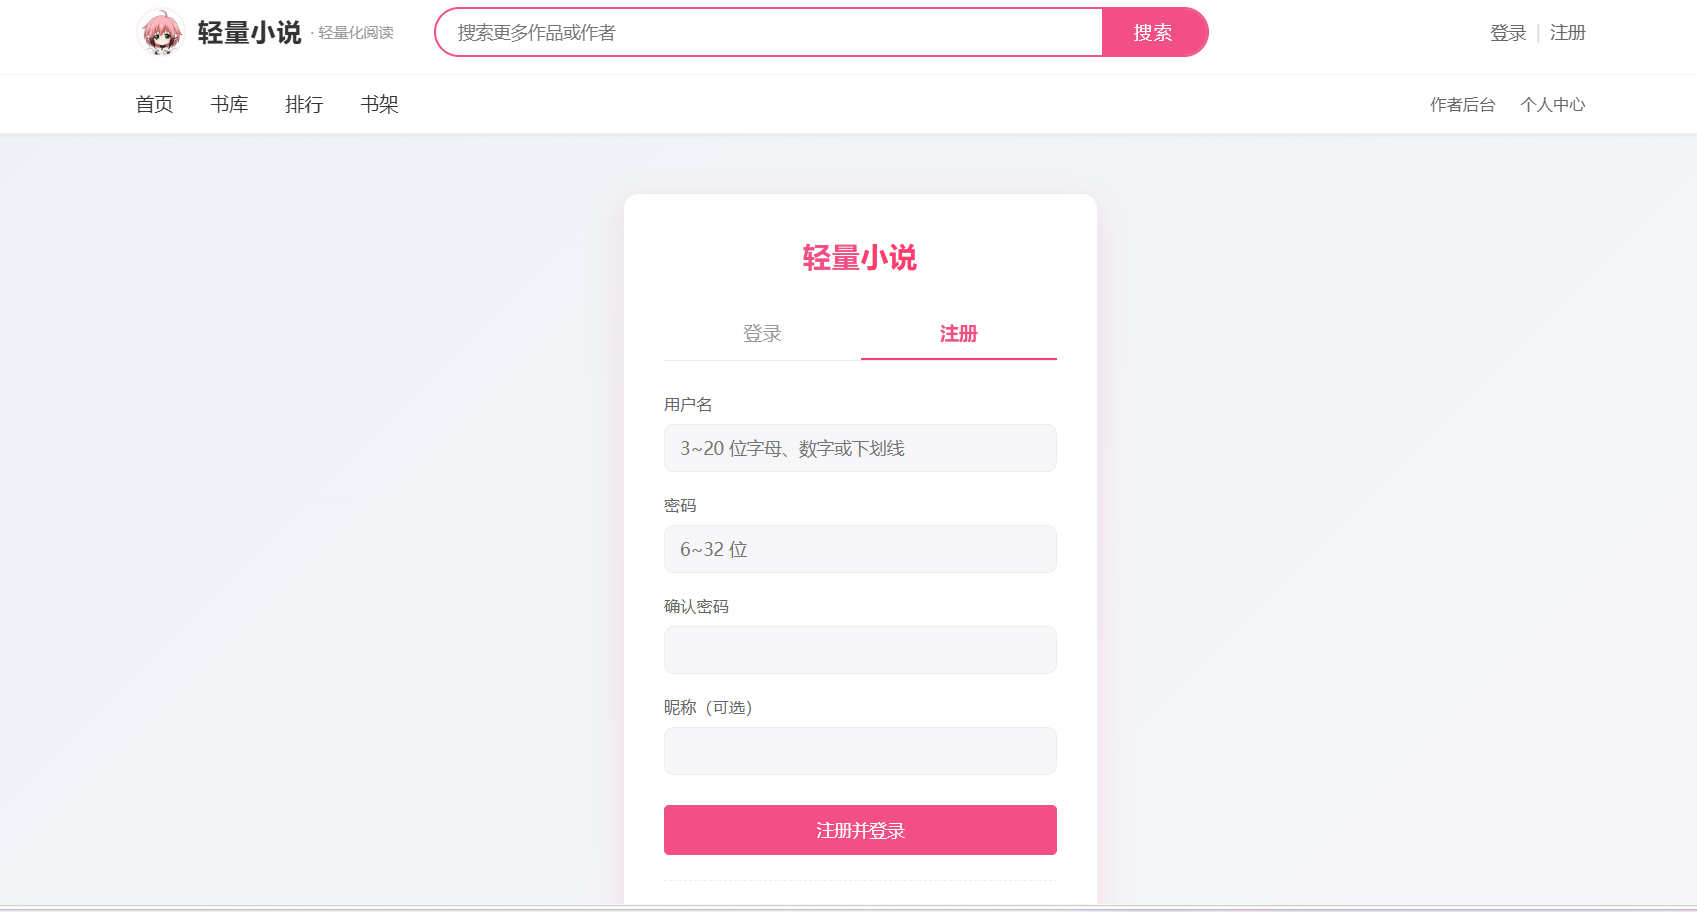 轻量小说 · 轻量化阅读
搜索更多作品或作者
搜索
登录 | 注册
首页 书库 排行 书架
作者后台 个人中心
轻量小说
登录 注册
用户名
3~20 位字母、数字或下划线
密码
6~32 位
确认密码
昵称（可选）
注册并登录